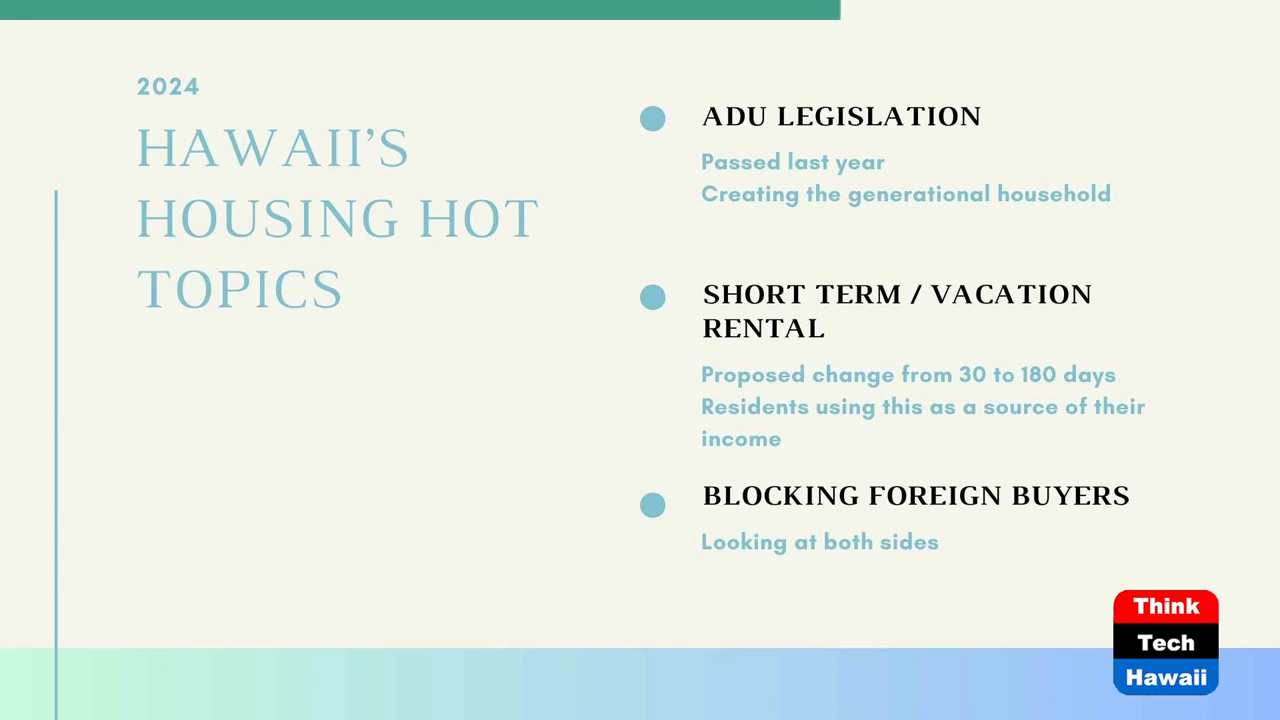 2024
HAWAII'S
HOUSING HOT
TOPICS
ADU LEGISLATION
Passed last year
Creating the generational household
SHORT TERM / VACATION
RENTAL
Proposed change from 30 to 180 days
Residents using this as a source of their
income
BLOCKING FOREIGN BUYERS
Looking at both sides
Think
Tech
Hawaii